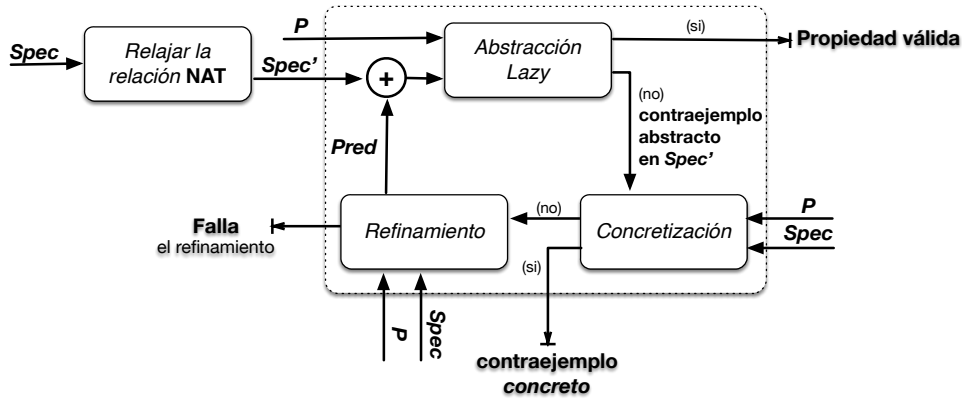 P
(si)
Propiedad válida
Spec
Relajar la
relación NAT
Spec’
+
Abstracción
Lazy
(no)
contraejemplo
abstracto
en Spec’
Pred
Falla
el refinamiento
Refinamiento
(no)
Concretización
P
Spec
(si)
P
Spec
contraejemplo
concreto